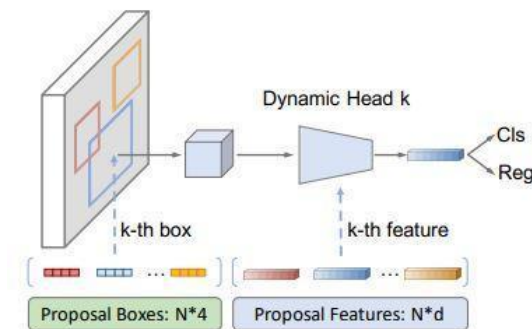 Dynamic Head k
Cls
Reg
k-th box
k-th feature
...
...
Proposal Boxes: N*4
Proposal Features: N*d